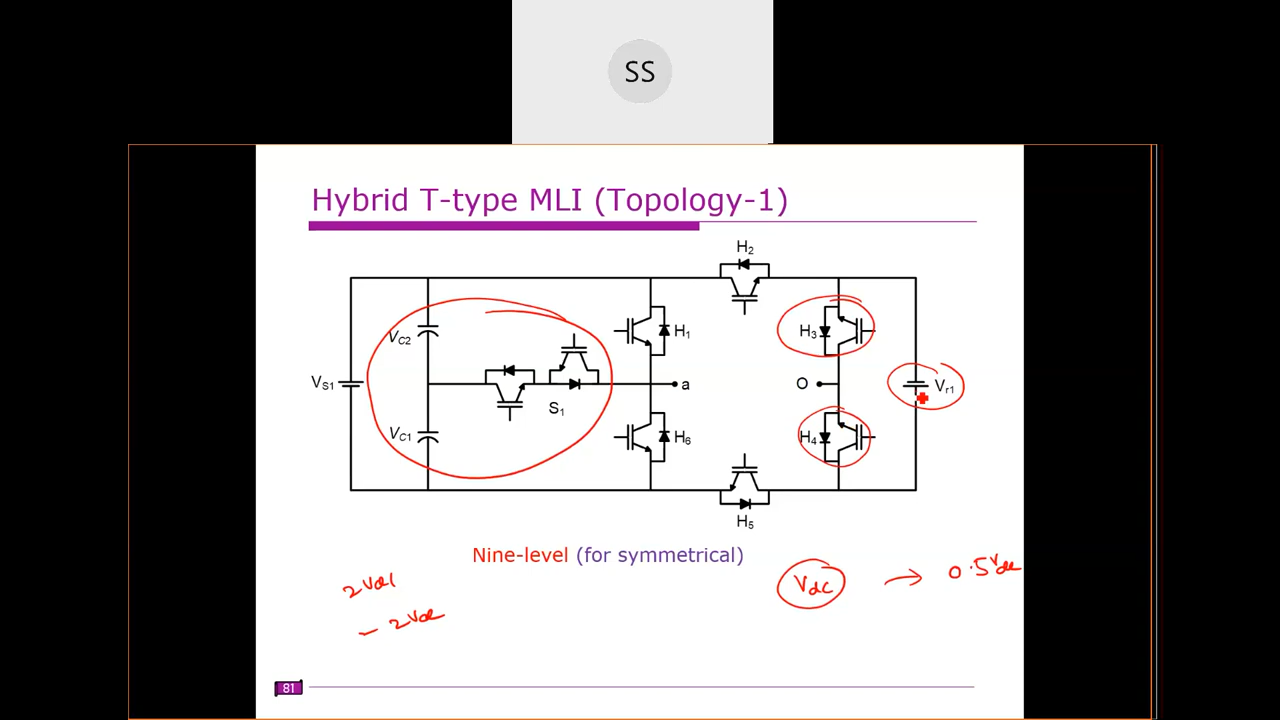 SS
Hybrid T-type MLI (Topology-1)
H2
VC2
H1
H3
VS1
S1
a
O
Vr1
VC1
H6
H4
H5
Nine-level (for symmetrical)
Vdc → 0.5Vdc
2Vdc
- 2Vdc
81